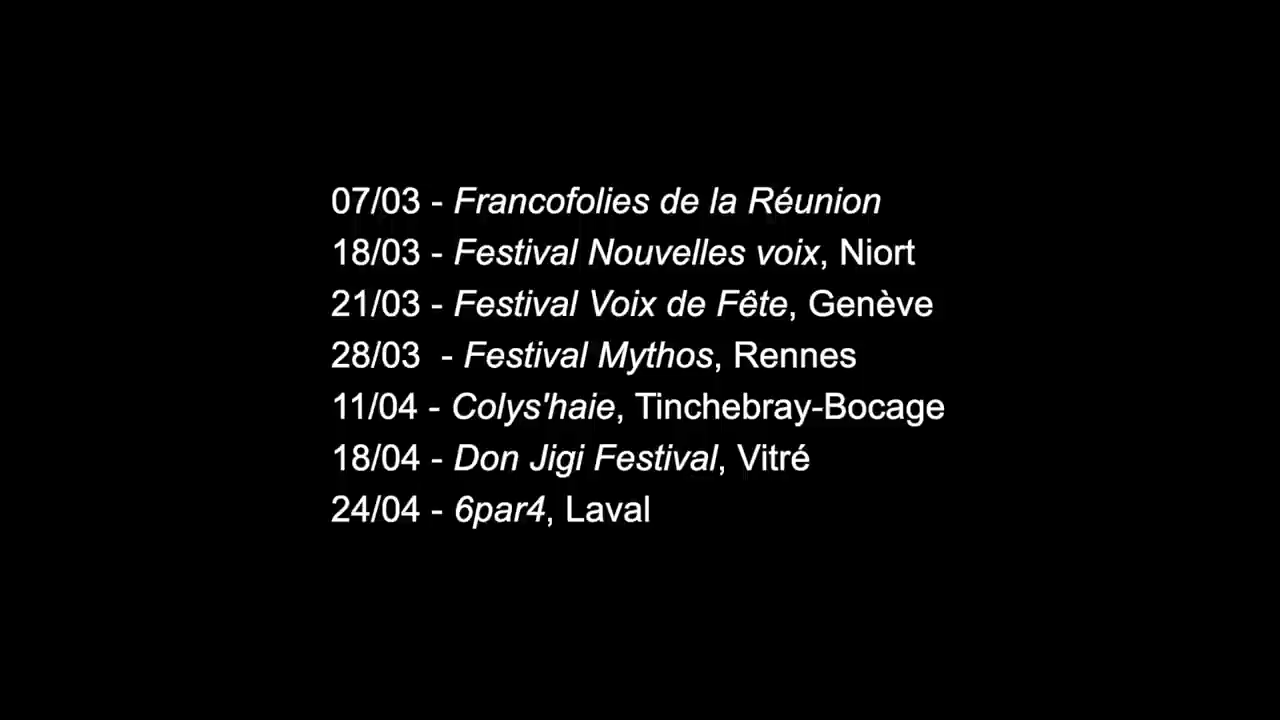 07/03 - Francofolies de la Réunion
18/03 - Festival Nouvelles voix, Niort
21/03 - Festival Voix de Fête, Genève
28/03  - Festival Mythos, Rennes
11/04 - Colys'haie, Tinchebray-Bocage
18/04 - Don Jigi Festival, Vitré
24/04 - 6par4, Laval